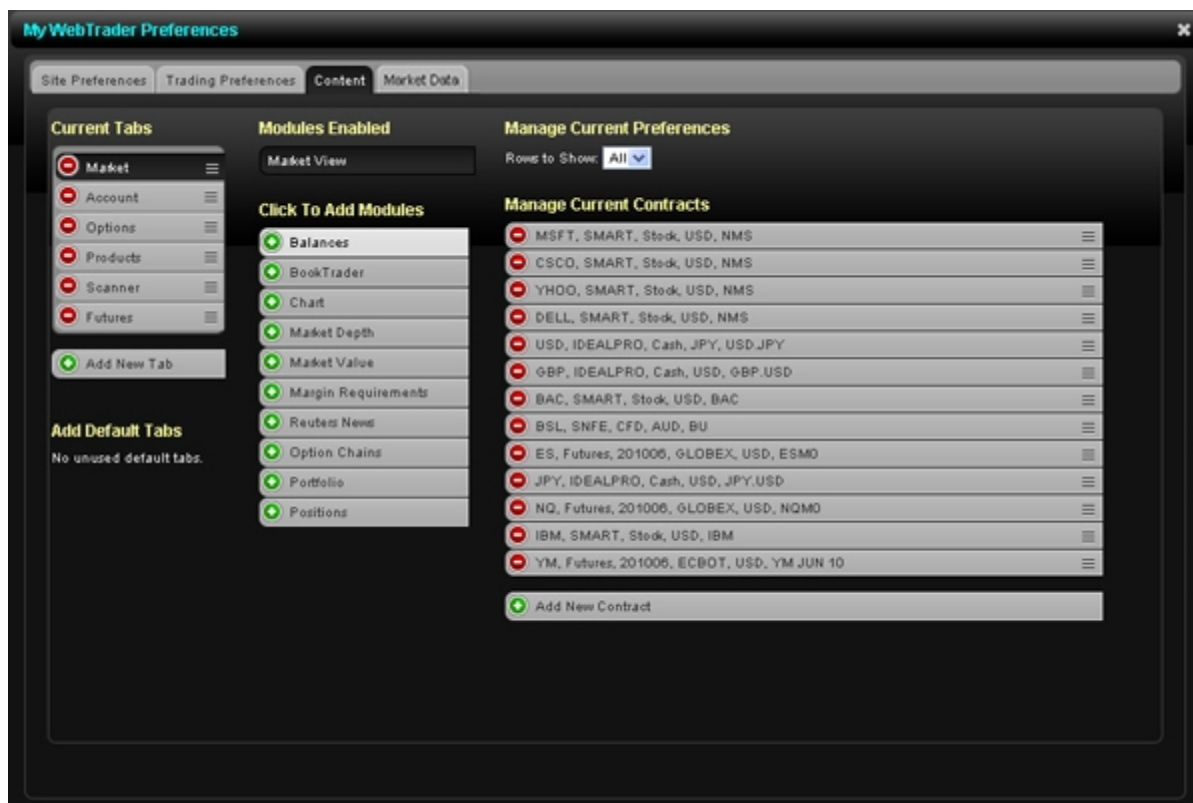 My WebTrader Preferences
Site Preferences
Trading Preferences
Content
Market Data
Current Tabs
Market
Account
Options
Products
Scanner
Futures
Add New Tab
Add Default Tabs
No unused default tabs.
Modules Enabled
Market View
Click To Add Modules
Balances
BookTrader
Chart
Market Depth
Market Value
Margin Requirements
Reuters News
Option Chains
Portfolio
Positions
Manage Current Preferences
Rows to Show: All
Manage Current Contracts
MSFT, SMART, Stock, USD, NMS
CSCO, SMART, Stock, USD, NMS
YHOO, SMART, Stock, USD, NMS
DELL, SMART, Stock, USD, NMS
USD, IDEALPRO, Cash, JPY, USD.JPY
GBP, IDEALPRO, Cash, USD, GBP.USD
BAC, SMART, Stock, USD, BAC
BSL, SNFE, CFD, AUD, BU
ES, Futures, 201006, GLOBEX, USD, ESM0
JPY, IDEALPRO, Cash, USD, JPY.USD
NQ, Futures, 201006, GLOBEX, USD, NQM0
IBM, SMART, Stock, USD, IBM
YM, Futures, 201006, ECBOT, USD, YM JUN 10
Add New Contract